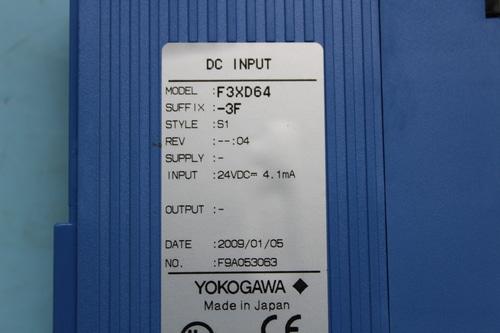 DC INPUT
MODEL :F3XD64
SUFFIX :-3F
STYLE :S1
REV :--:04
SUPPLY :-
INPUT :24VDC⎓ 4.1mA
OUTPUT :-
DATE :2009/01/05
NO. :F9A053063
YOKOGAWA ◆
Made in Japan
CE